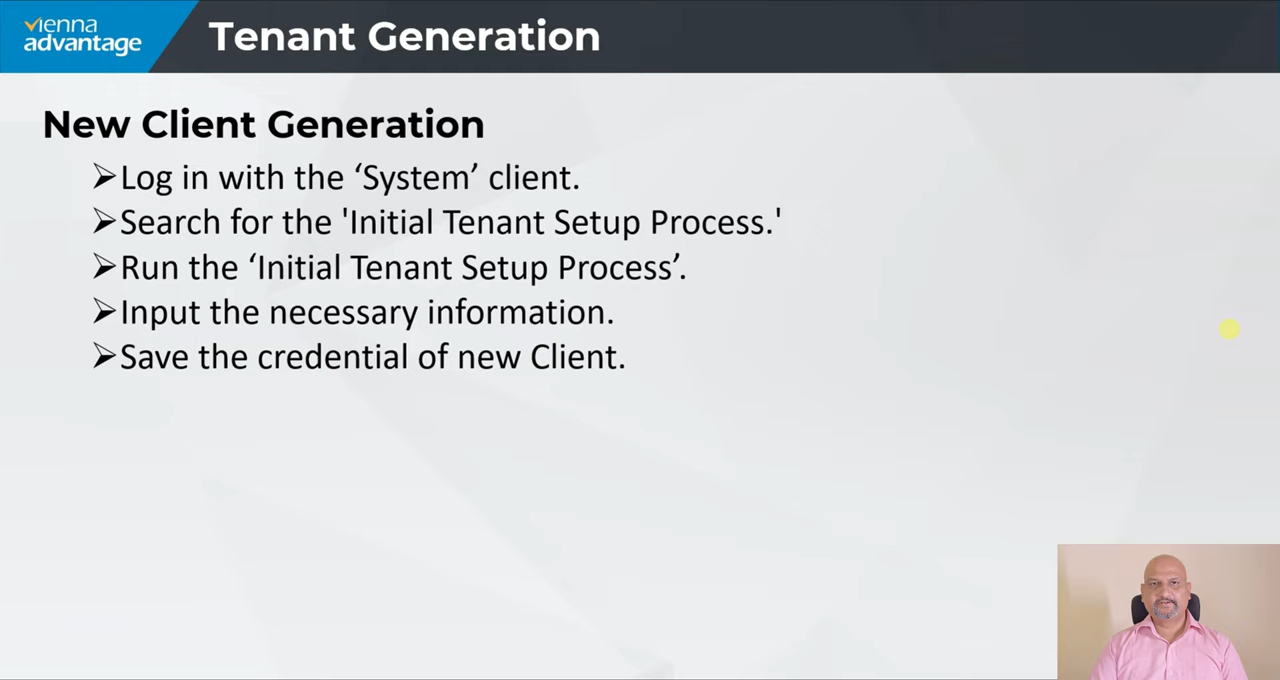 vienna
advantage
Tenant Generation
New Client Generation
➢Log in with the ‘System’ client.
➢Search for the 'Initial Tenant Setup Process.'
➢Run the ‘Initial Tenant Setup Process’.
➢Input the necessary information.
➢Save the credential of new Client.